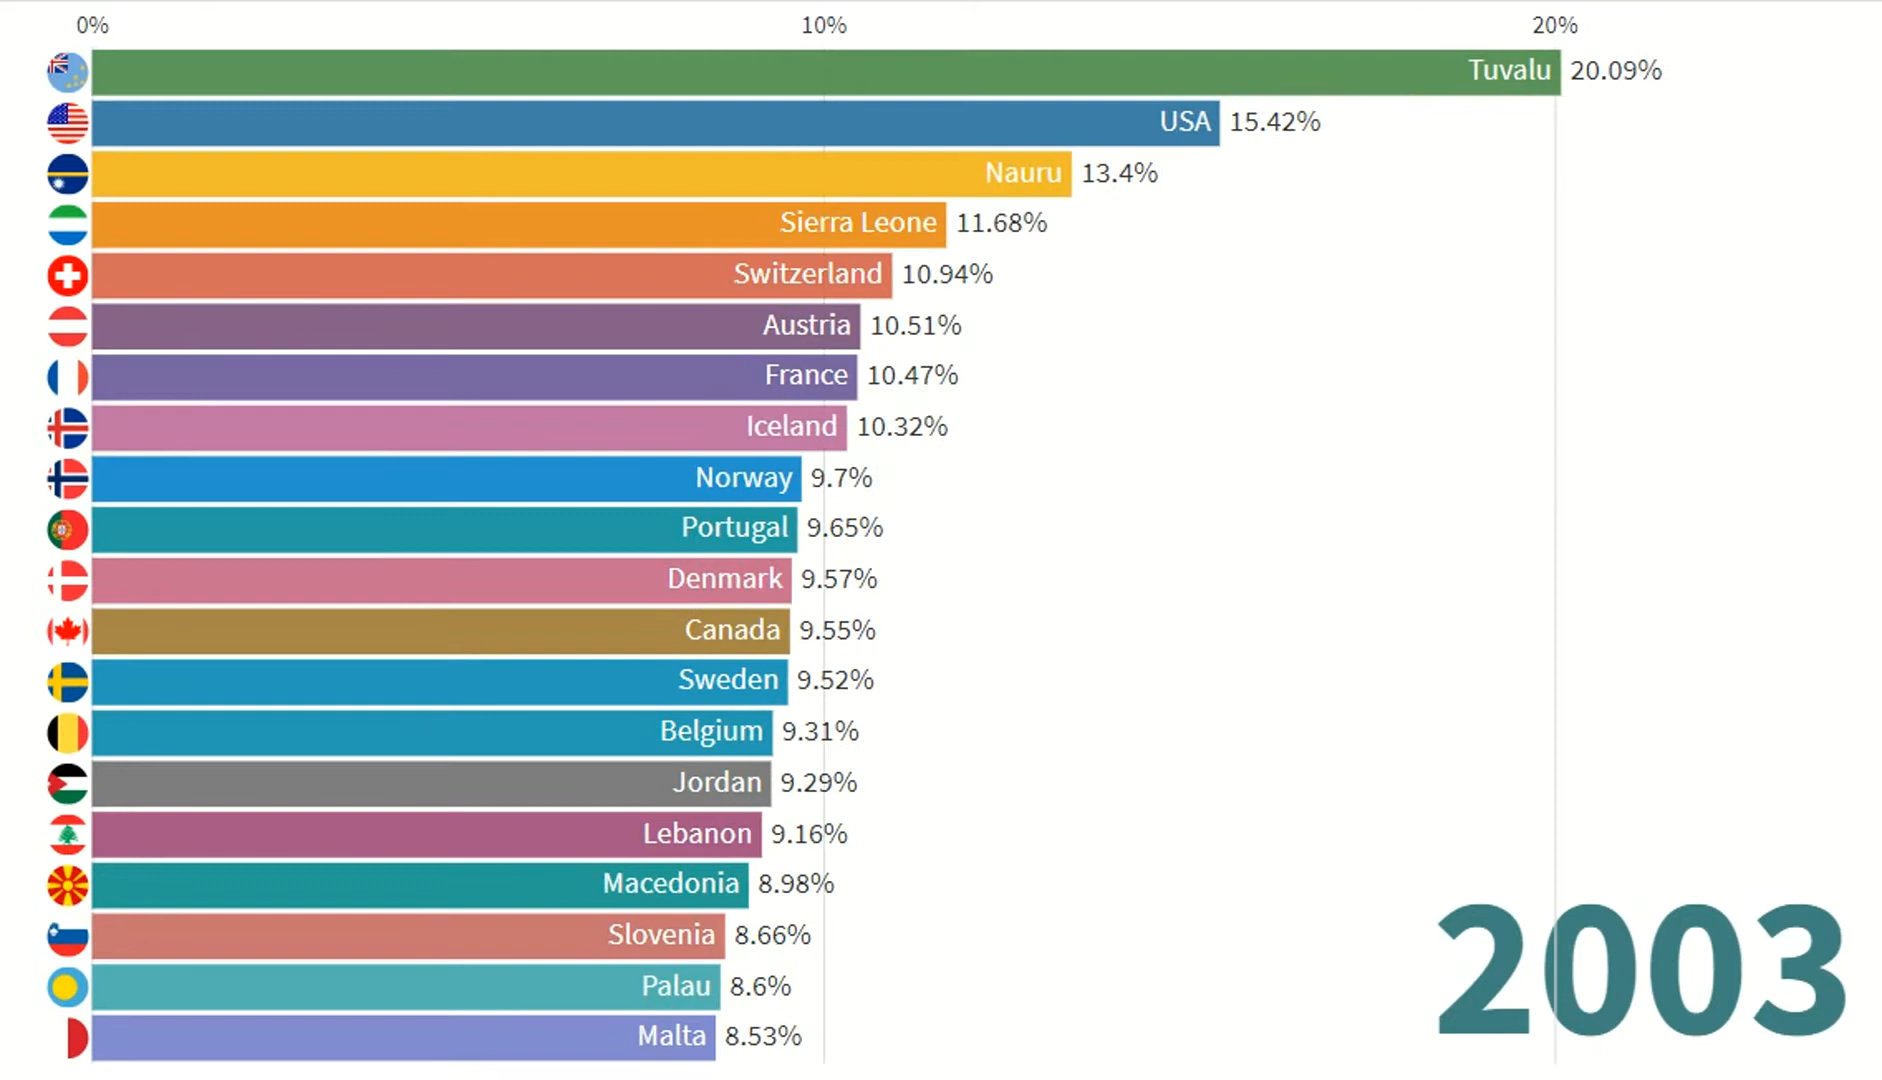 0% 10% 20%
Tuvalu 20.09%
USA 15.42%
Nauru 13.4%
Sierra Leone 11.68%
Switzerland 10.94%
Austria 10.51%
France 10.47%
Iceland 10.32%
Norway 9.7%
Portugal 9.65%
Denmark 9.57%
Canada 9.55%
Sweden 9.52%
Belgium 9.31%
Jordan 9.29%
Lebanon 9.16%
Macedonia 8.98%
Slovenia 8.66%
Palau 8.6%
Malta 8.53%
2003